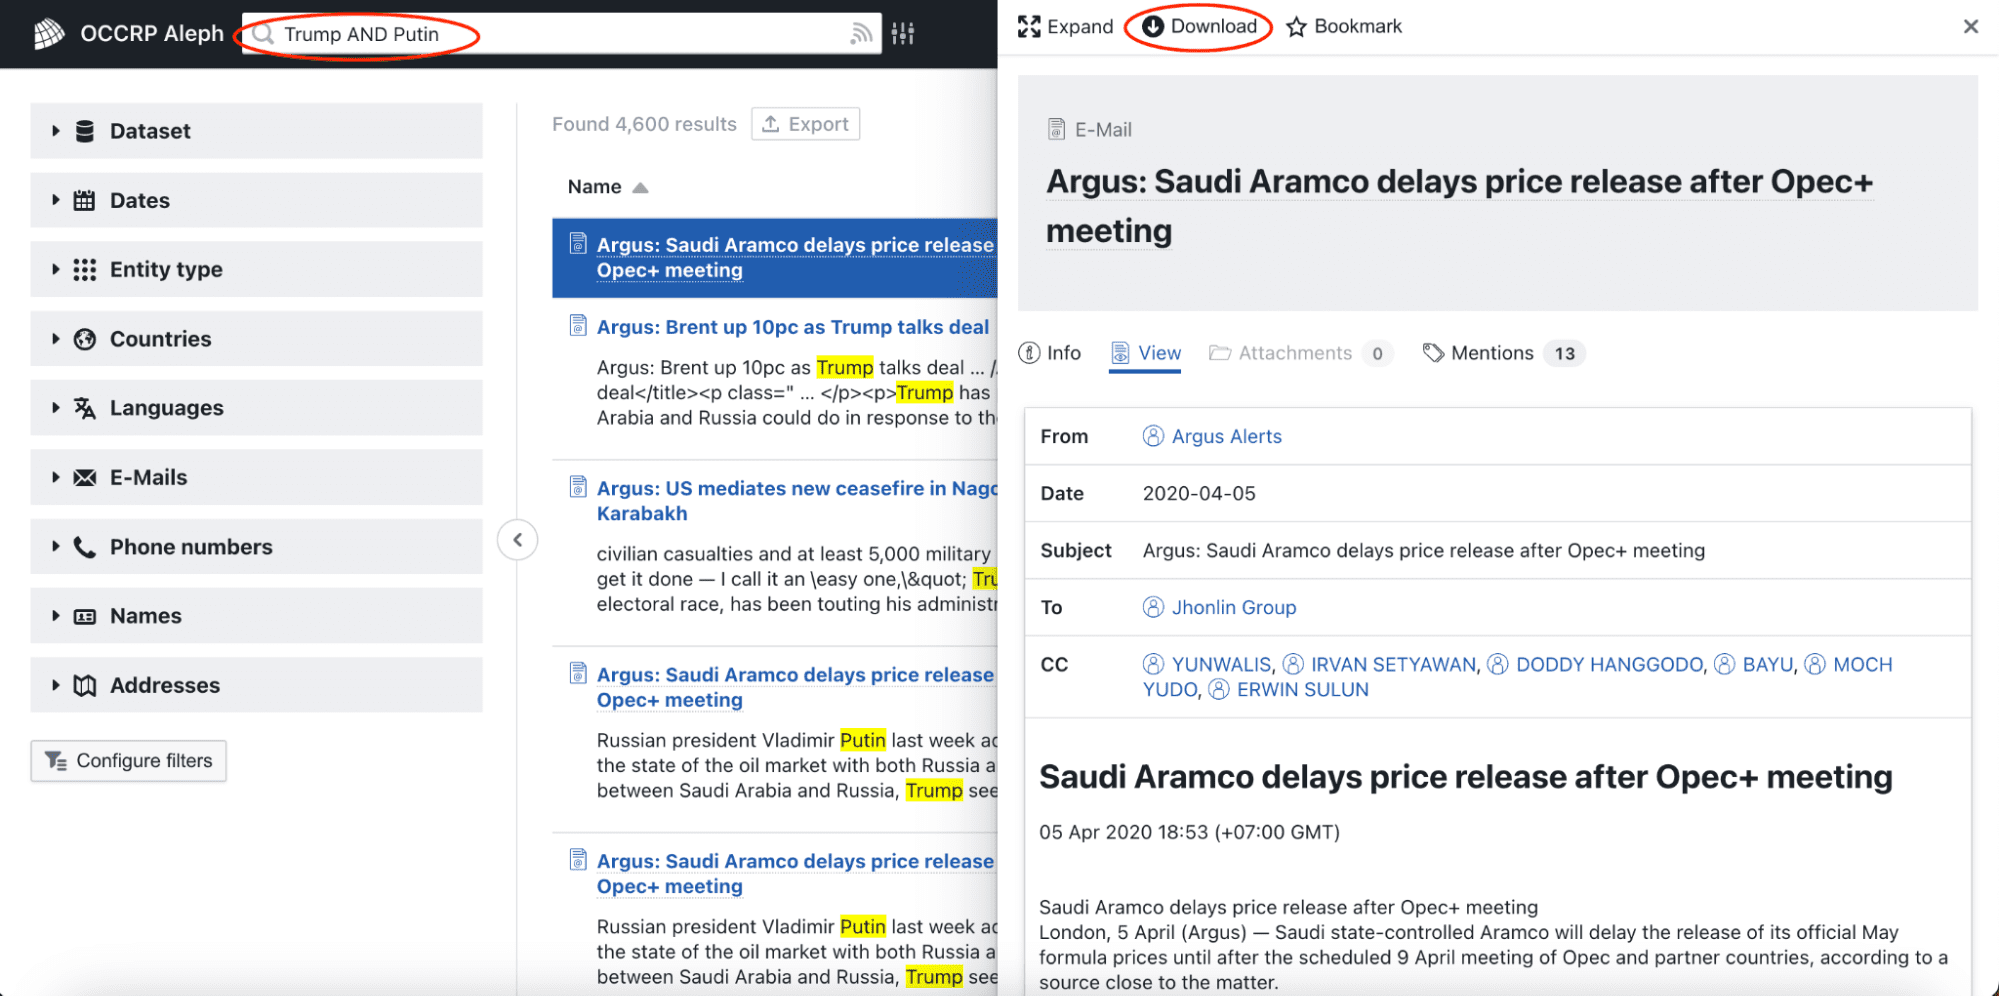 OCCRP Aleph
Trump AND Putin
Expand
Download
Bookmark
Dataset
Dates
Entity type
Countries
Languages
E-Mails
Phone numbers
Names
Addresses
Configure filters
Found 4,600 results
Export
Name
Argus: Saudi Aramco delays price release
Opec+ meeting
Argus: Brent up 10pc as Trump talks deal
Argus: Brent up 10pc as Trump talks deal ... /
deal</title><p class=" ... </p><p>Trump has
Arabia and Russia could do in response to the
Argus: US mediates new ceasefire in Nago
Karabakh
civilian casualties and at least 5,000 military
get it done — I call it an \easy one,\&quot; Tru
electoral race, has been touting his administr
Argus: Saudi Aramco delays price release
Opec+ meeting
Russian president Vladimir Putin last week ac
the state of the oil market with both Russia a
between Saudi Arabia and Russia, Trump see
Argus: Saudi Aramco delays price release
Opec+ meeting
Russian president Vladimir Putin last week ac
the state of the oil market with both Russia a
between Saudi Arabia and Russia, Trump see
E-Mail
Argus: Saudi Aramco delays price release after Opec+
meeting
Info
View
Attachments 0
Mentions 13
From Argus Alerts
Date 2020-04-05
Subject Argus: Saudi Aramco delays price release after Opec+ meeting
To Jhonlin Group
CC YUNWALIS, IRVAN SETYAWAN, DODDY HANGGODO, BAYU, MOCH
YUDO, ERWIN SULUN
Saudi Aramco delays price release after Opec+ meeting
05 Apr 2020 18:53 (+07:00 GMT)
Saudi Aramco delays price release after Opec+ meeting
London, 5 April (Argus) — Saudi state-controlled Aramco will delay the release of its official May
formula prices until after the scheduled 9 April meeting of Opec and partner countries, according to a
source close to the matter.